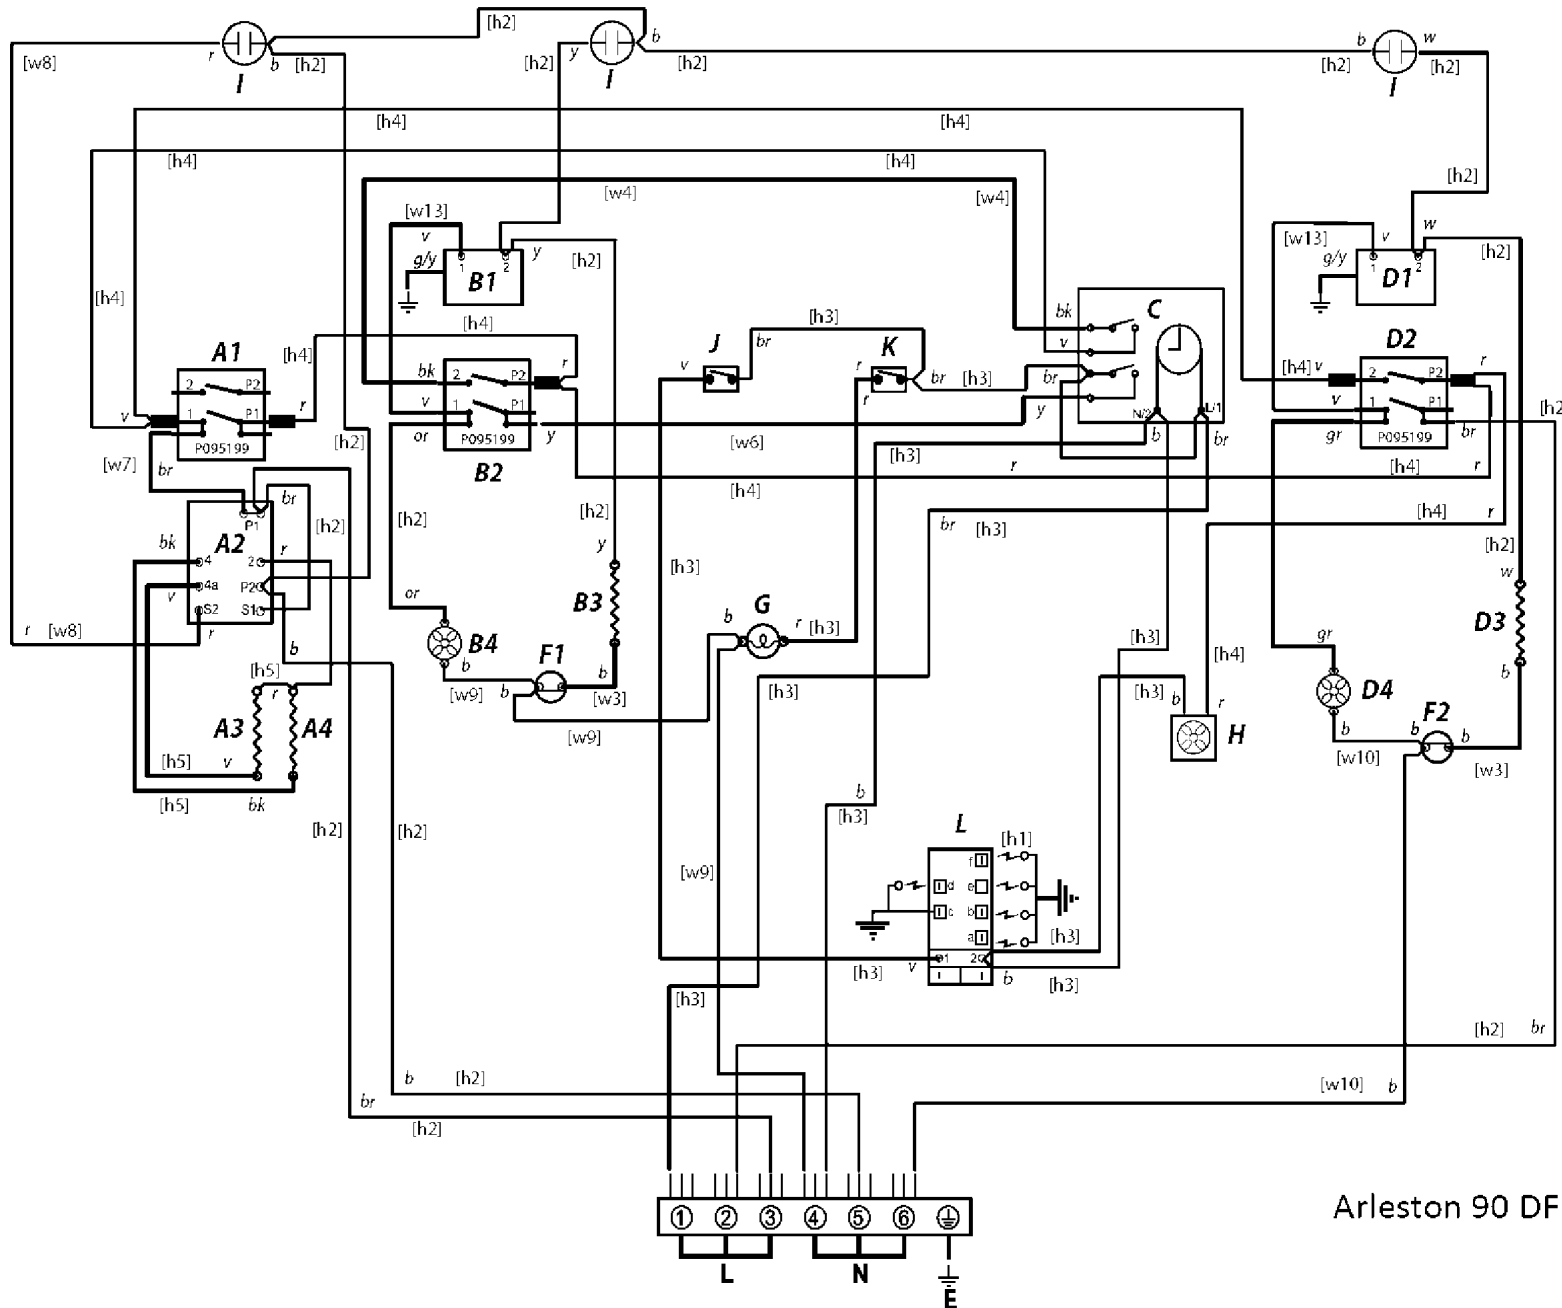 [h2]
b
w
[w8]
r
I
b
[h2]
y
[h2]
I
[h2]
b
[h2]
I
[h2]
[h4]
[h4]
[h4]
[h4]
[h2]
[w4]
[w4]
[w13]
v
g/y
1
2
B1
y
[h2]
[w13]
v
w
g/y
1
2
D1
[h2]
[h4]
A1
[h4]
[h4]
J
br
[h3]
K
bk
C
D2
2
P2
v
1
P1
r
P095199
bk
2
P2
r
v
1
P1
or
P095199
y
B2
v
r
r
br
[h3]
v
br
y
N/2
L/1
b
br
[h4]
v
2
P2
r
v
1
P1
gr
P095199
br
[h2
[w7]
br
[h2]
[w6]
[h3]
r
[h4]
[h4]
r
P1
br
[h2]
A2
bk
4
2
r
v
4a
P2
S2
S1
r
b
r
[w8]
[h2]
[h2]
y
B3
[h3]
br
[h3]
[h4]
r
[h2]
w
D3
or
B4
b
[w9]
F1
b
b
[w3]
G
b
r
[h3]
[h3]
[h3]
[h3]
[h4]
b
r
H
gr
D4
b
[w10]
b
F2
b
b
[w3]
[h5]
r
A3
A4
[h5]
v
[h5]
bk
[w9]
[h2]
[h2]
b
[h3]
[w9]
L
[h1]
f
d
e
c
b
a
1
2
[h3]
v
[h3]
b
[h3]
[h3]
[h2]
br
b
[h2]
br
[h2]
[w10]
b
1
2
3
4
5
6
L
N
E
Arleston 90 DF